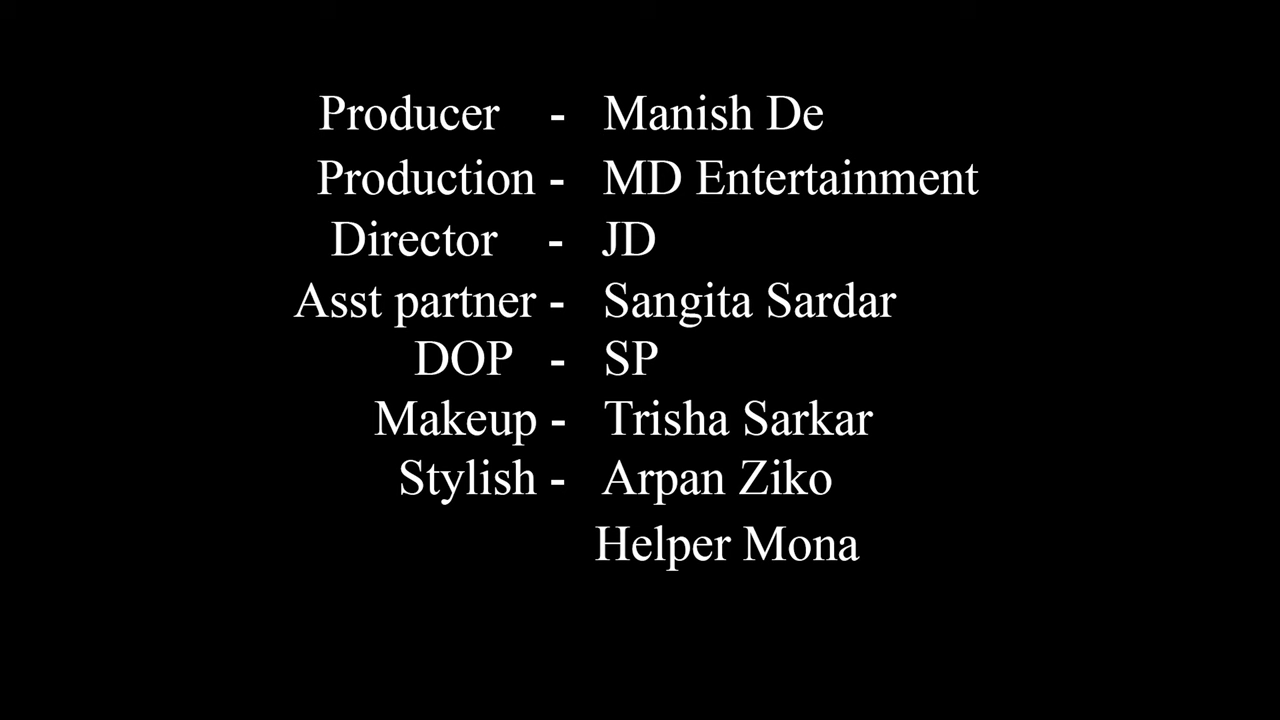 Producer - Manish De
Production - MD Entertainment
Director - JD
Asst partner - Sangita Sardar
DOP - SP
Makeup - Trisha Sarkar
Stylish - Arpan Ziko
Helper Mona